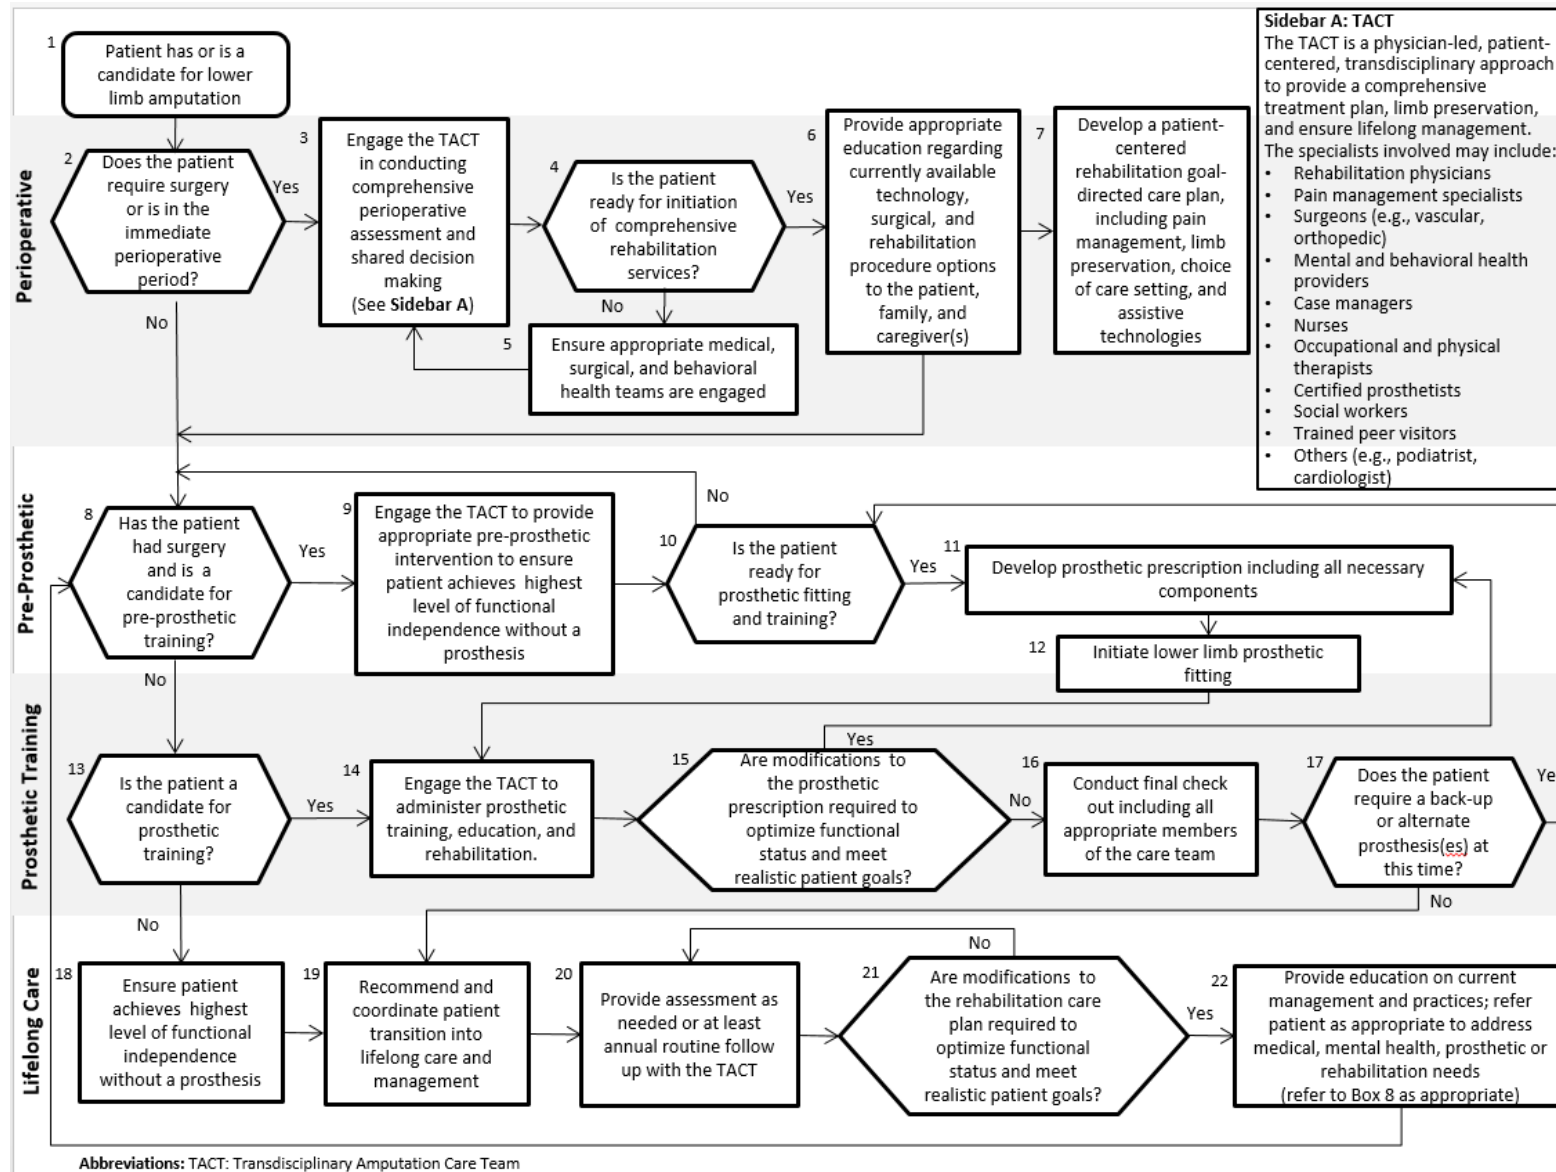 1
Patient has or is a
candidate for lower
limb amputation
Perioperative
2
Does the patient
require surgery
or is in the
immediate
perioperative
period?
Yes
No
3
Engage the TACT
in conducting
comprehensive
perioperative
assessment and
shared decision
making
(See Sidebar A)
4
Is the patient
ready for initiation
of comprehensive
rehabilitation
services?
Yes
No
5
Ensure appropriate medical,
surgical, and behavioral
health teams are engaged
6
Provide appropriate
education regarding
currently available
technology,
surgical, and
rehabilitation
procedure options
to the patient,
family, and
caregiver(s)
7
Develop a patient-
centered
rehabilitation goal-
directed care plan,
including pain
management, limb
preservation, choice
of care setting, and
assistive
technologies
Sidebar A: TACT
The TACT is a physician-led, patient-
centered, transdisciplinary approach
to provide a comprehensive
treatment plan, limb preservation,
and ensure lifelong management.
The specialists involved may include:
• Rehabilitation physicians
• Pain management specialists
• Surgeons (e.g., vascular,
orthopedic)
• Mental and behavioral health
providers
• Case managers
• Nurses
• Occupational and physical
therapists
• Certified prosthetists
• Social workers
• Trained peer visitors
• Others (e.g., podiatrist,
cardiologist)
Pre-Prosthetic
8
Has the patient
had surgery
and is a
candidate for
pre-prosthetic
training?
Yes
No
9
Engage the TACT to provide
appropriate pre-prosthetic
intervention to ensure
patient achieves highest
level of functional
independence without a
prosthesis
10
Is the patient
ready for
prosthetic fitting
and training?
No
Yes
11
Develop prosthetic prescription including all necessary
components
12
Initiate lower limb prosthetic
fitting
Prosthetic Training
13
Is the patient a
candidate for
prosthetic
training?
Yes
No
14
Engage the TACT to
administer prosthetic
training, education, and
rehabilitation.
15
Yes
Are modifications to
the prosthetic
prescription required to
optimize functional
status and meet
realistic patient goals?
No
16
Conduct final check
out including all
appropriate members
of the care team
17
Does the patient
require a back-up
or alternate
prosthesis(es) at
this time?
Ye
No
Lifelong Care
18
Ensure patient
achieves highest
level of functional
independence
without a prosthesis
19
Recommend and
coordinate patient
transition into
lifelong care and
management
20
Provide assessment as
needed or at least
annual routine follow
up with the TACT
21
No
Are modifications to
the rehabilitation care
plan required to
optimize functional
status and meet
realistic patient goals?
Yes
22
Provide education on current
management and practices; refer
patient as appropriate to address
medical, mental health, prosthetic or
rehabilitation needs
(refer to Box 8 as appropriate)
Abbreviations: TACT: Transdisciplinary Amputation Care Team